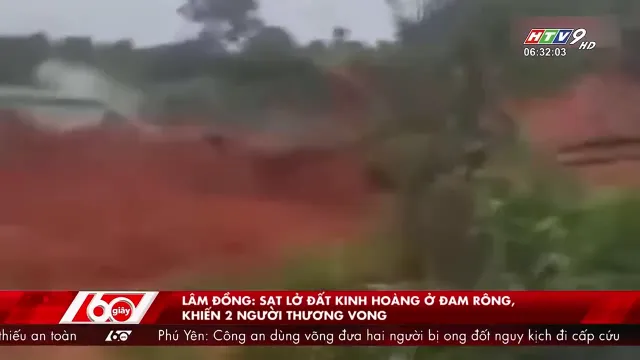 HTV9 HD
06:32:03
60 giây
LÂM ĐỒNG: SẠT LỞ ĐẤT KINH HOÀNG Ở ĐAM RÔNG,
KHIẾN 2 NGƯỜI THƯƠNG VONG
thiếu an toàn 60 giây Phú Yên: Công an dùng võng đưa hai người bị ong đốt nguy kịch đi cấp cứu